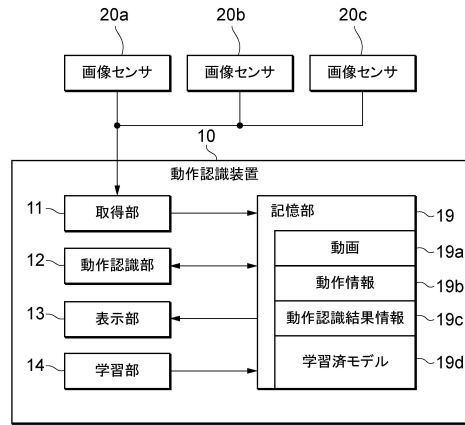 20a 20b 20c
画像センサ 画像センサ 画像センサ
10
動作認識装置
11 取得部 記憶部 19
動画 19a
12 動作認識部 動作情報 19b
13 表示部 動作認識結果情報 19c
14 学習部 学習済モデル 19d